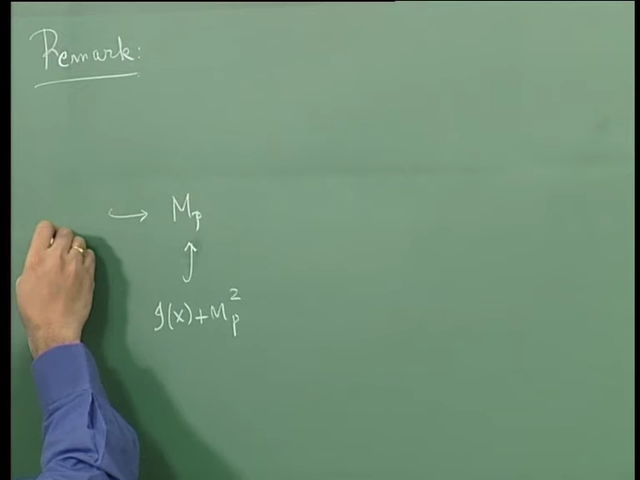 Remark:
↪ M_p
↑
g(x)+M_p^2